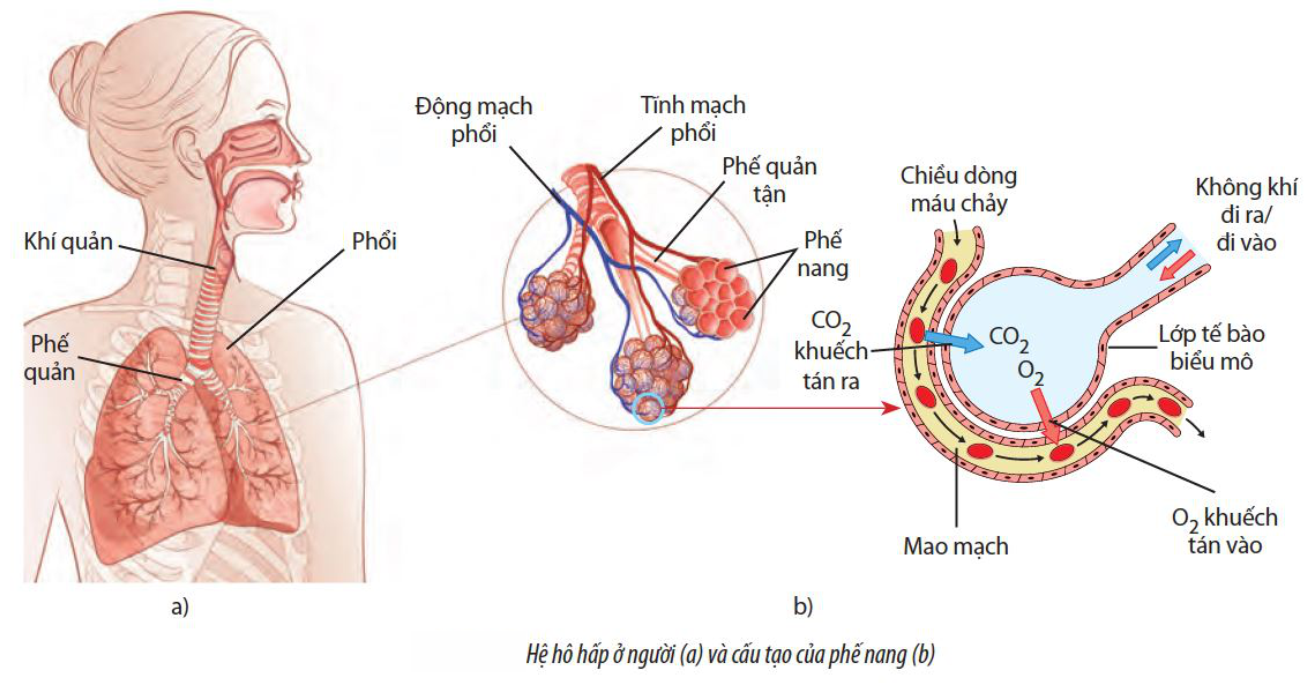 Khí quản
Phổi
Phế
quản
a)
Động mạch
phổi
Tĩnh mạch
phổi
Phế quản
tận
Phế
nang
Chiều dòng
máu chảy
Không khí
đi ra/
đi vào
CO2
khuếch
tán ra
CO2
O2
Lớp tế bào
biểu mô
Mao mạch
O2 khuếch
tán vào
b)
Hệ hô hấp ở người (a) và cấu tạo của phế nang (b)